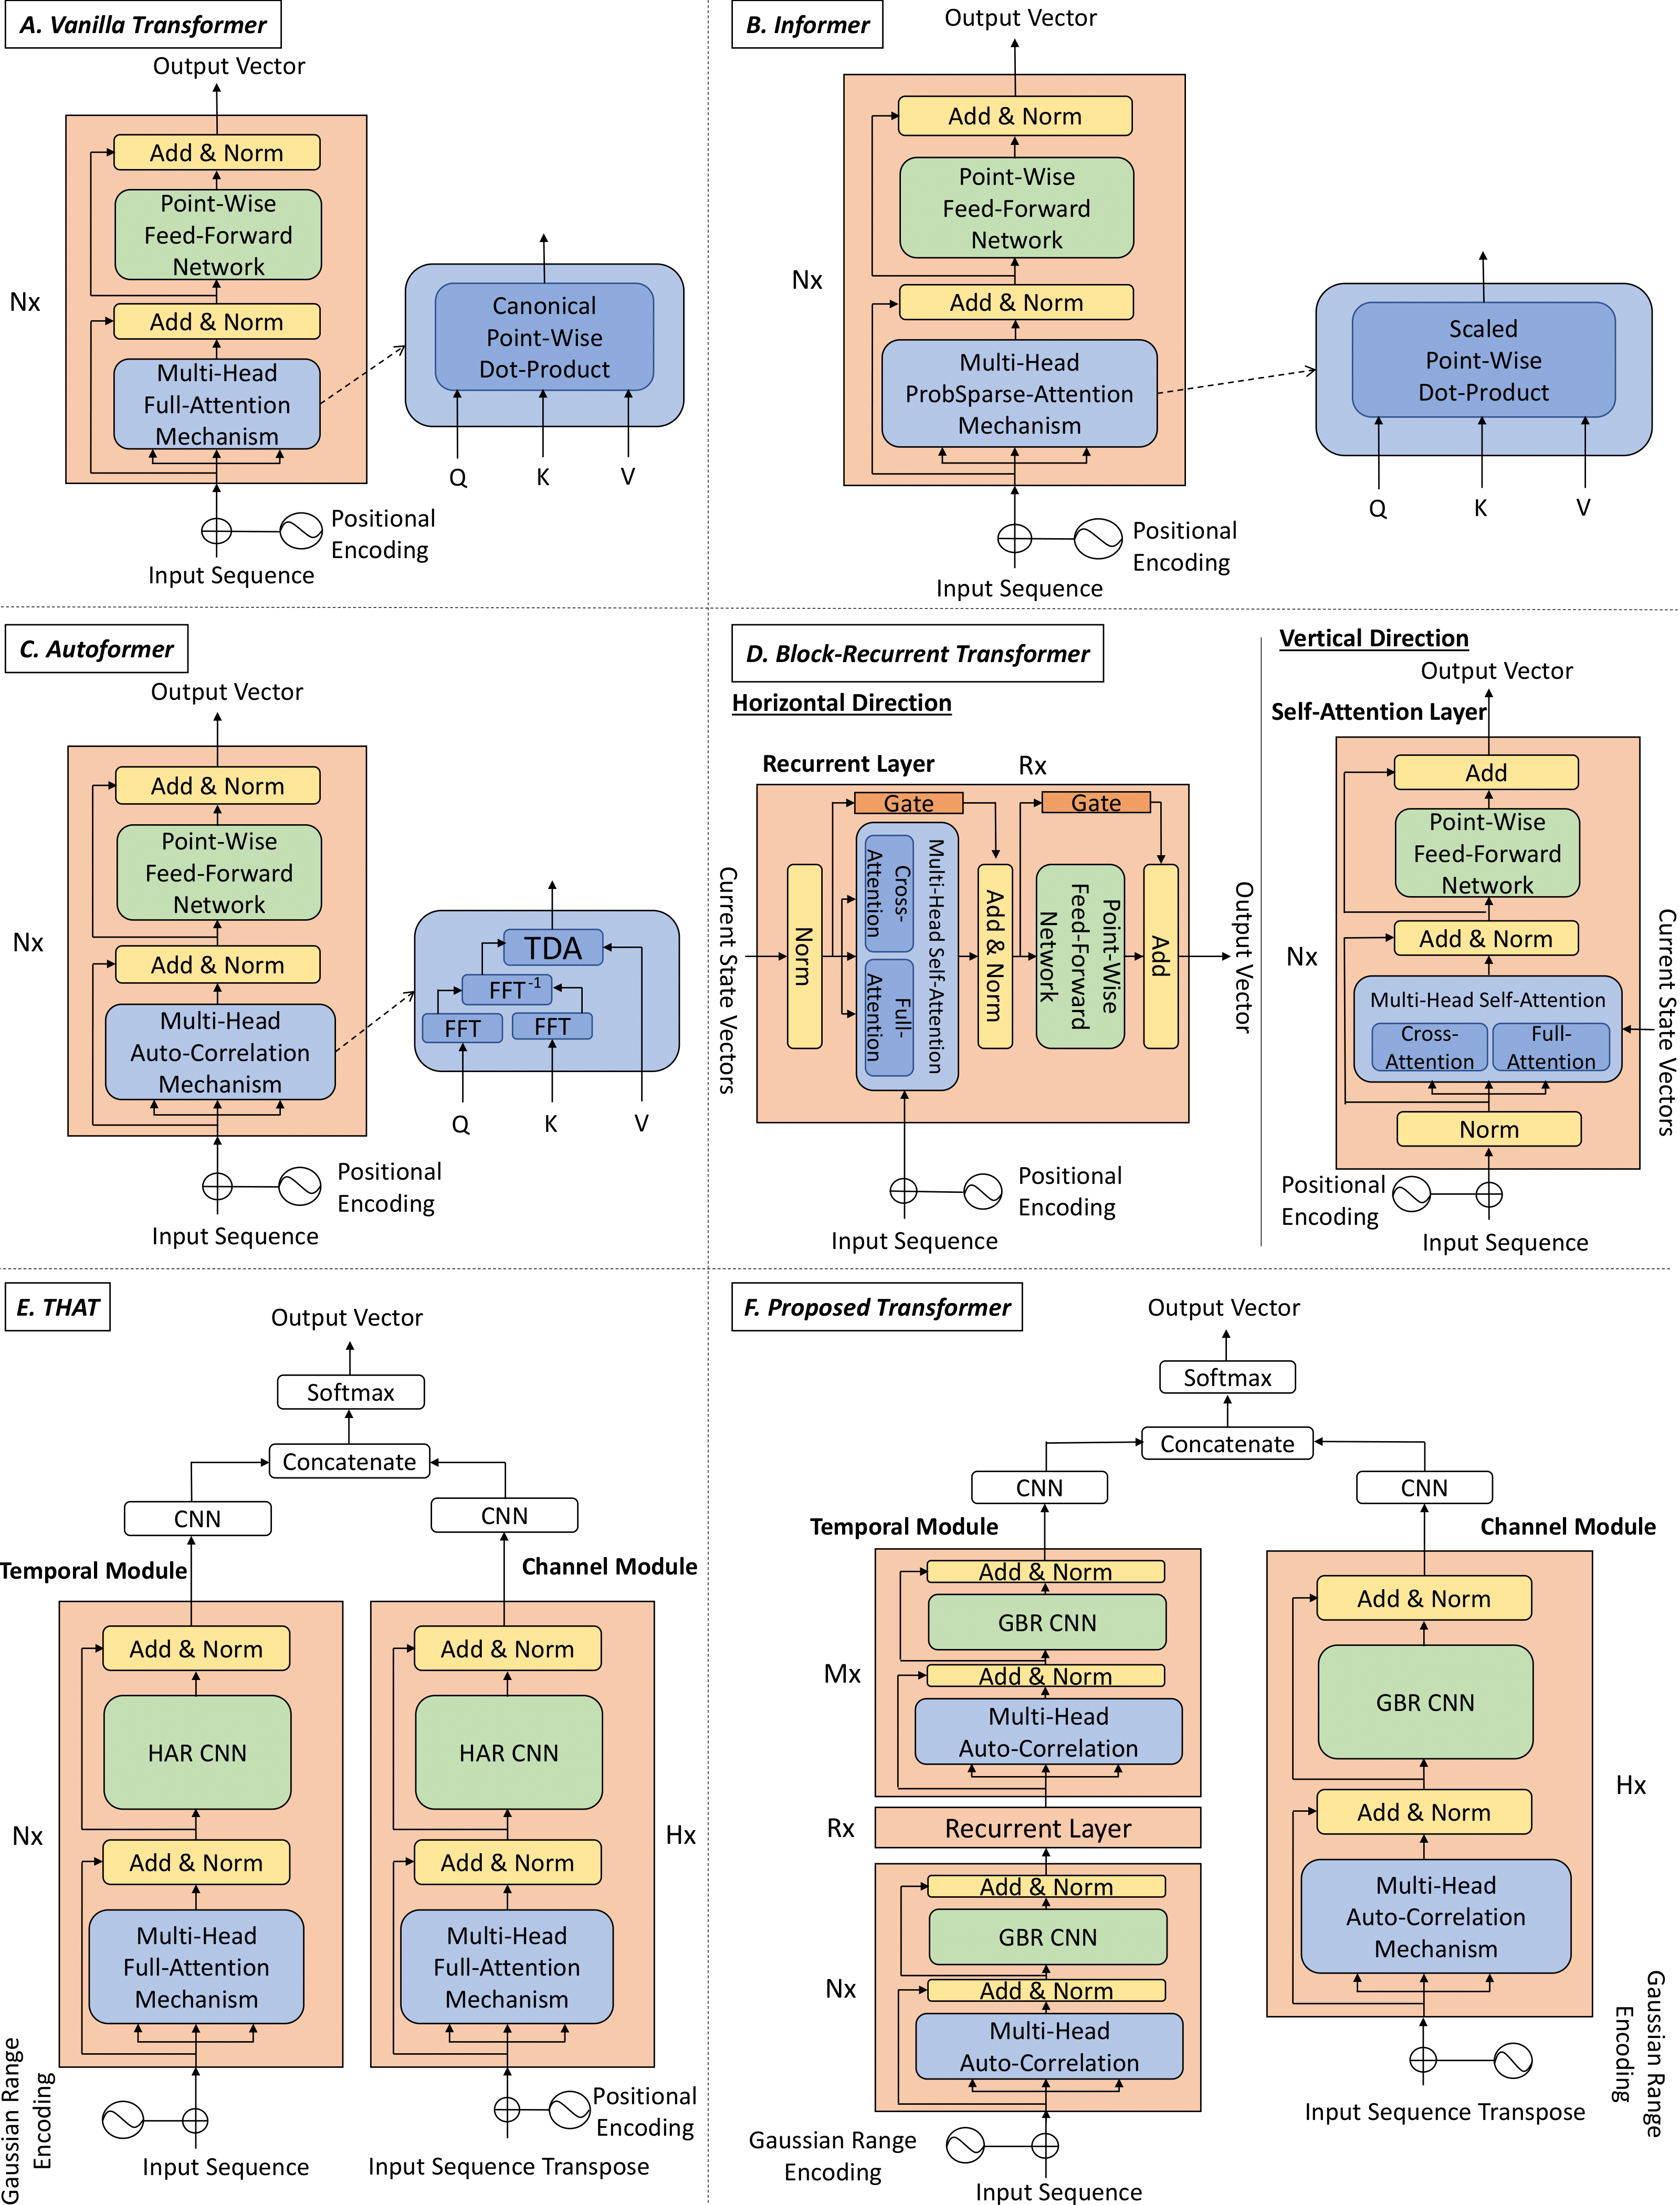 A. Vanilla Transformer
Output Vector
Add & Norm
Point-Wise
Feed-Forward
Network
Nx
Add & Norm
Multi-Head
Full-Attention
Mechanism
Canonical
Point-Wise
Dot-Product
Q K V
Positional
Encoding
Input Sequence
B. Informer
Output Vector
Add & Norm
Point-Wise
Feed-Forward
Network
Nx
Add & Norm
Multi-Head
ProbSparse-Attention
Mechanism
Scaled
Point-Wise
Dot-Product
Q K V
Positional
Encoding
Input Sequence
C. Autoformer
Output Vector
Add & Norm
Point-Wise
Feed-Forward
Network
Nx
Add & Norm
Multi-Head
Auto-Correlation
Mechanism
TDA
FFT-1
FFT FFT
Q K V
Positional
Encoding
Input Sequence
D. Block-Recurrent Transformer
Horizontal Direction
Recurrent Layer
Rx
Gate
Gate
Current State Vectors
Norm
Cross-
Attention
Full-
Attention
Multi-Head Self-Attention
Add & Norm
Point-Wise
Feed-Forward
Network
Add
Output Vector
Positional
Encoding
Input Sequence
Vertical Direction
Output Vector
Self-Attention Layer
Add
Point-Wise
Feed-Forward
Network
Add & Norm
Nx
Multi-Head Self-Attention
Cross-
Attention
Full-
Attention
Current State Vectors
Norm
Positional
Encoding
Input Sequence
E. THAT
Output Vector
Softmax
Concatenate
CNN
CNN
Temporal Module
Channel Module
Add & Norm
HAR CNN
Nx
Add & Norm
Multi-Head
Full-Attention
Mechanism
Gaussian Range
Encoding
Input Sequence
Add & Norm
HAR CNN
Hx
Add & Norm
Multi-Head
Full-Attention
Mechanism
Positional
Encoding
Input Sequence Transpose
F. Proposed Transformer
Output Vector
Softmax
Concatenate
CNN
CNN
Temporal Module
Channel Module
Add & Norm
GBR CNN
Mx
Add & Norm
Multi-Head
Auto-Correlation
Rx
Recurrent Layer
Add & Norm
GBR CNN
Nx
Add & Norm
Multi-Head
Auto-Correlation
Gaussian Range
Encoding
Input Sequence
Add & Norm
GBR CNN
Hx
Add & Norm
Multi-Head
Auto-Correlation
Mechanism
Gaussian Range
Encoding
Input Sequence Transpose